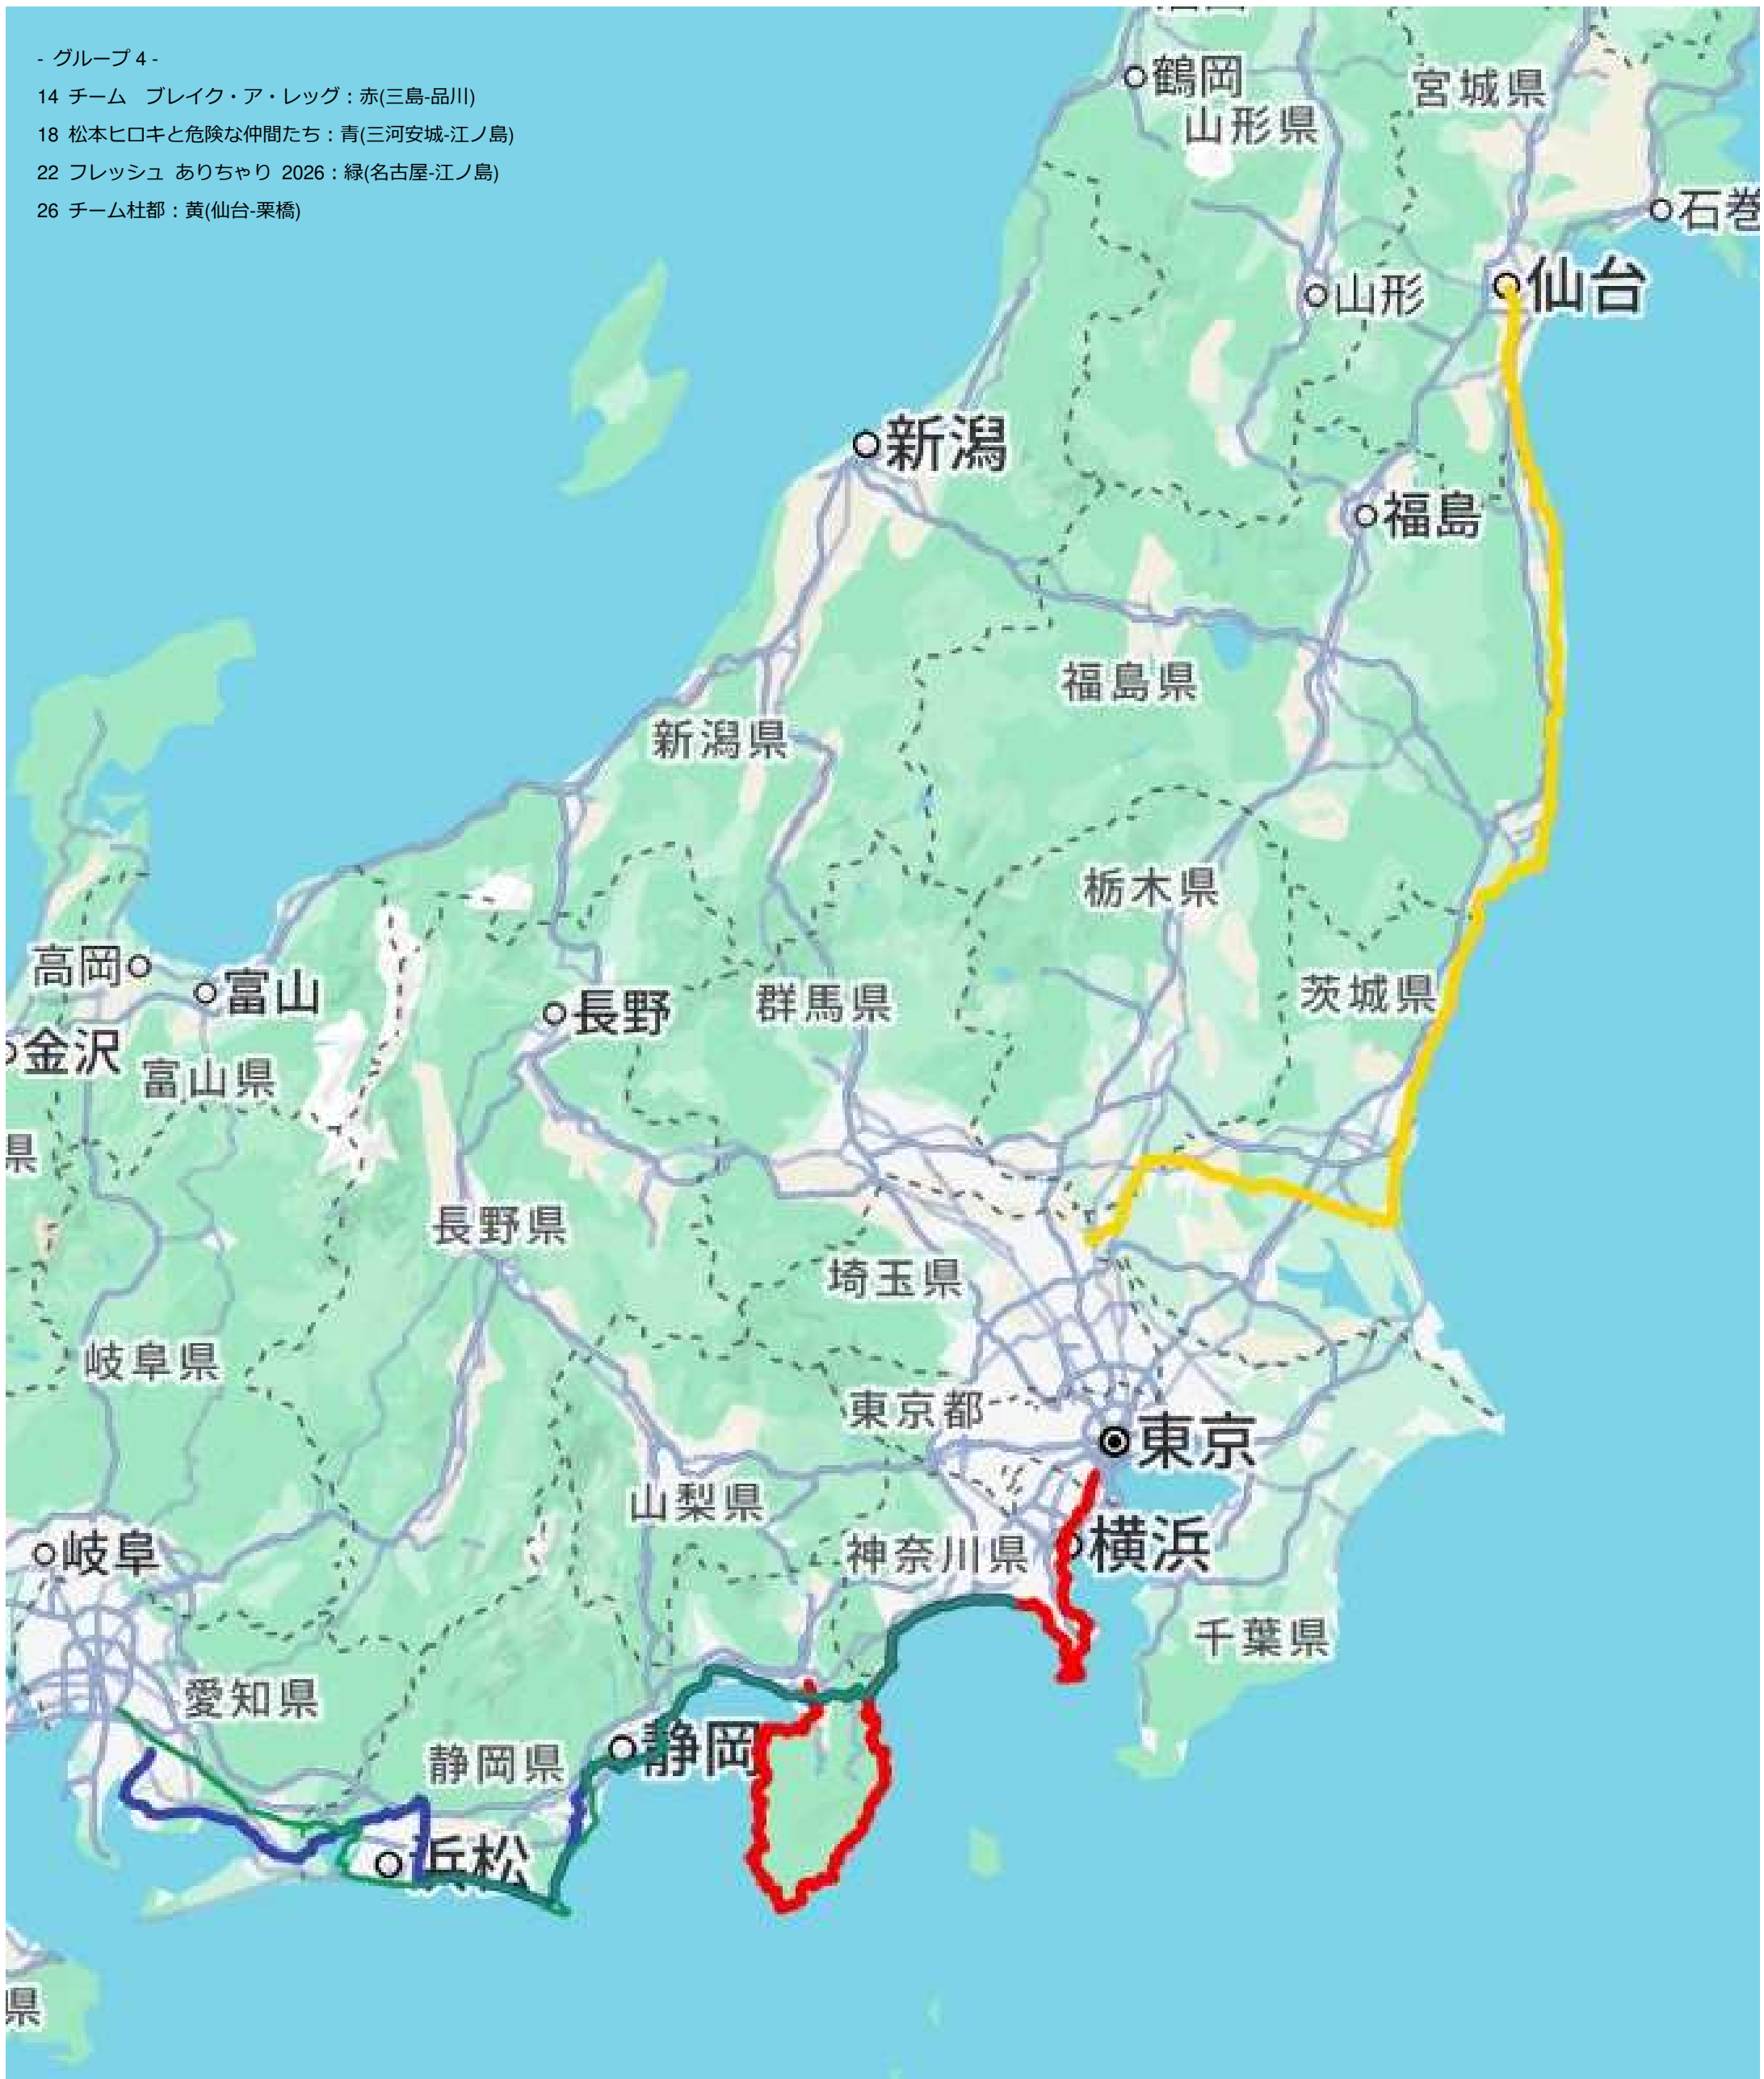 - グループ 4 -
14 チーム　ブレイク・ア・レッグ : 赤(三島-品川)
18 松本ヒロキと危険な仲間たち : 青(三河安城-江ノ島)
22 フレッシュ ありちゃり 2026 : 緑(名古屋-江ノ島)
26 チーム杜都 : 黄(仙台-栗橋)
鶴岡
宮城県
山形県
石巻
仙台
山形
新潟
福島
福島県
新潟県
栃木県
高岡
富山
茨城県
群馬県
長野
金沢
富山県
県
長野県
埼玉県
岐阜県
東京都
東京
山梨県
横浜
岐阜
神奈川県
千葉県
愛知県
静岡
静岡県
浜松
県